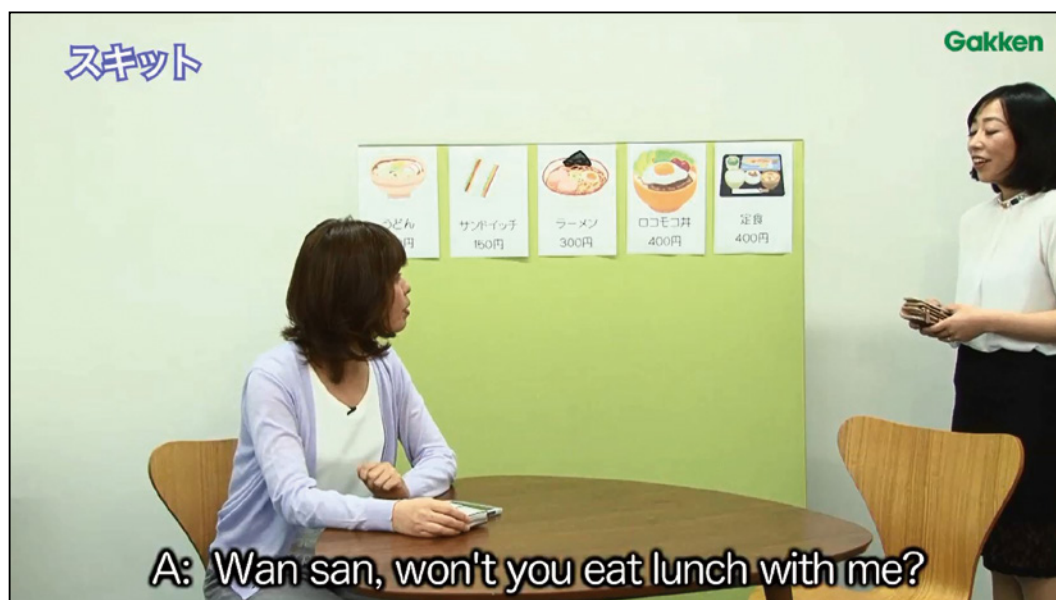 スキット
Gakken
サンドイッチ
150円
ラーメン
300円
ロコモコ丼
400円
定食
400円
A: Wan san, won't you eat lunch with me?